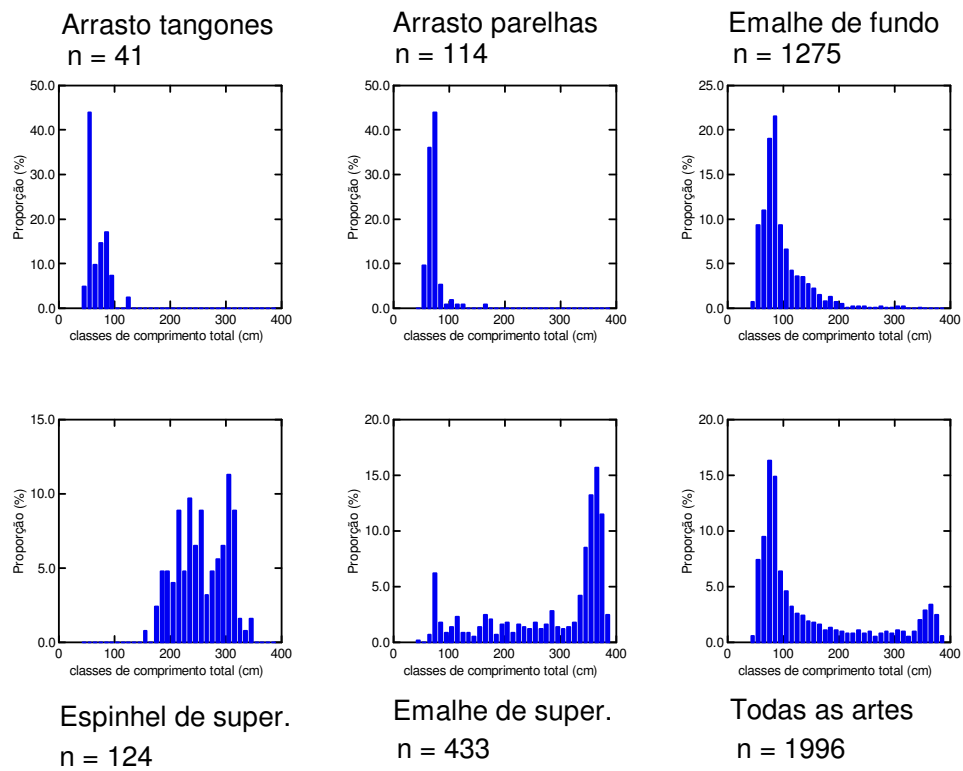 Arrasto tangones
n = 41
50.0
40.0
30.0
20.0
10.0
0.0
0
100
200
300
400
Proporção (%)
classes de comprimento total (cm)
Arrasto parelhas
n = 114
50.0
40.0
30.0
20.0
10.0
0.0
0
100
200
300
400
Proporção (%)
classes de comprimento total (cm)
Emalhe de fundo
n = 1275
25.0
20.0
15.0
10.0
5.0
0.0
0
100
200
300
400
Proporção (%)
classes de comprimento total (cm)
15.0
10.0
5.0
0.0
0
100
200
300
400
Proporção (%)
classes de comprimento total (cm)
Espinhel de super.
n = 124
20.0
15.0
10.0
5.0
0.0
0
100
200
300
400
Proporção (%)
classes de comprimento total (cm)
Emalhe de super.
n = 433
20.0
15.0
10.0
5.0
0.0
0
100
200
300
400
Proporção (%)
classes de comprimento total (cm)
Todas as artes
n = 1996